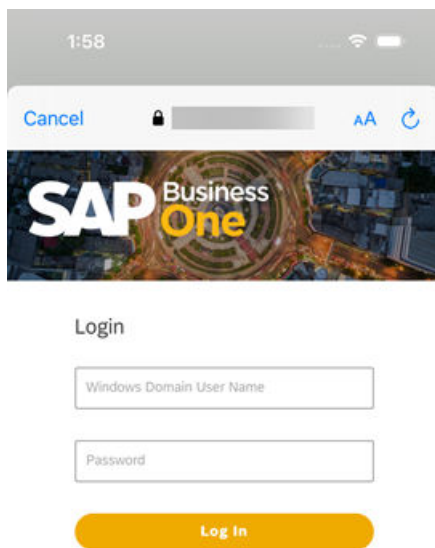 1:58
Cancel
AA
SAP Business One
Login
Windows Domain User Name
Password
Log In